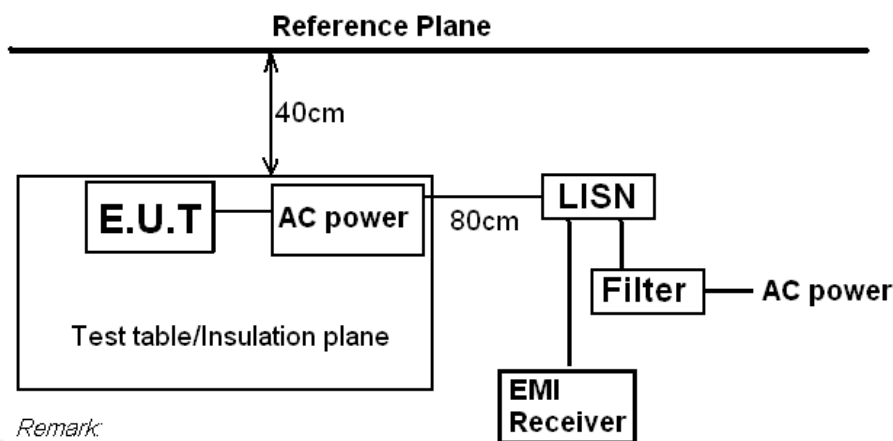 Reference Plane
40cm
LISN
E.U.T
AC power
80cm
Filter
AC power
Test table/Insulation plane
EMI
Receiver
Remark: